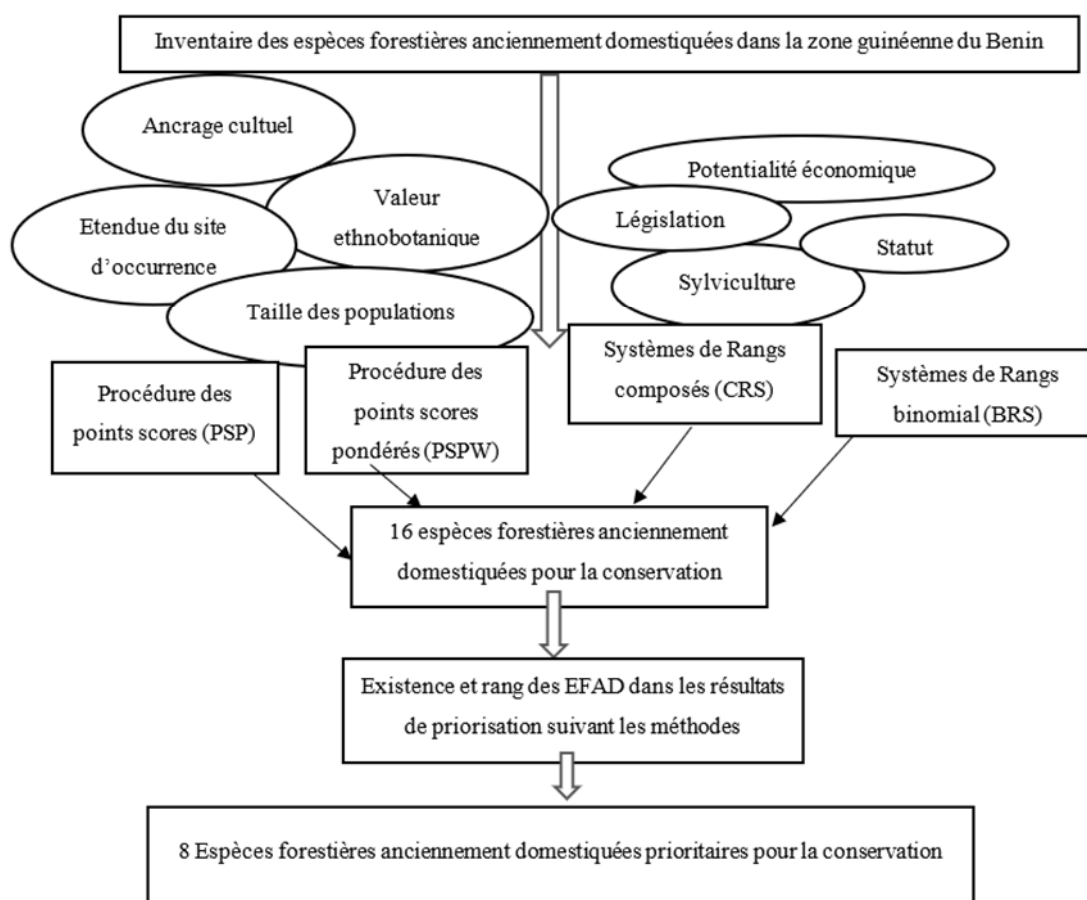 Inventaire des espèces forestières anciennement domestiquées dans la zone guinéenne du Benin
Ancrage cultuel
Potentialité économique
Valeur
ethnobotanique
Législation
Etendue du site
d’occurrence
Statut
Sylviculture
Taille des populations
Procédure des
points scores (PSP)
Procédure des
points scores
pondérés (PSPW)
Systèmes de Rangs
composés (CRS)
Systèmes de Rangs
binomial (BRS)
16 espèces forestières anciennement
domestiquées pour la conservation
Existence et rang des EFAD dans les résultats
de priorisation suivant les méthodes
8 Espèces forestières anciennement domestiquées prioritaires pour la conservation